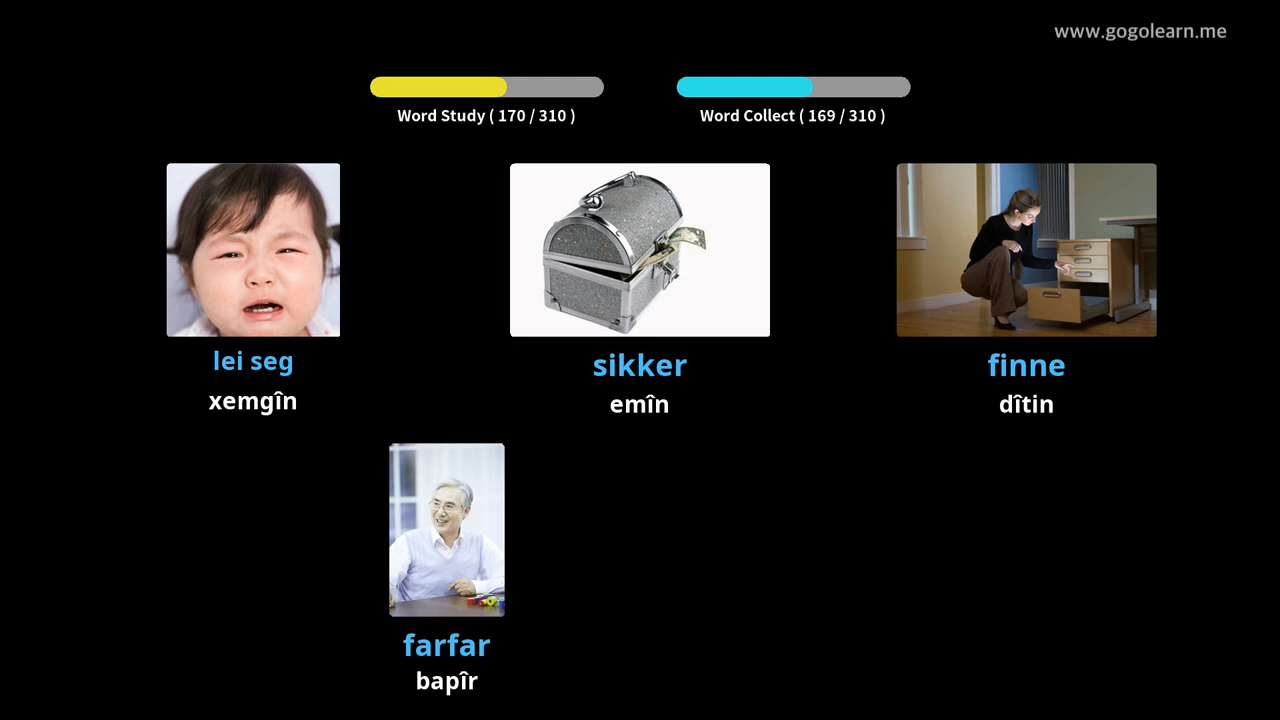 www.gogolearn.me
Word Study ( 170 / 310 )
Word Collect ( 169 / 310 )
lei seg
xemgîn
sikker
emîn
finne
dîtin
farfar
bapîr